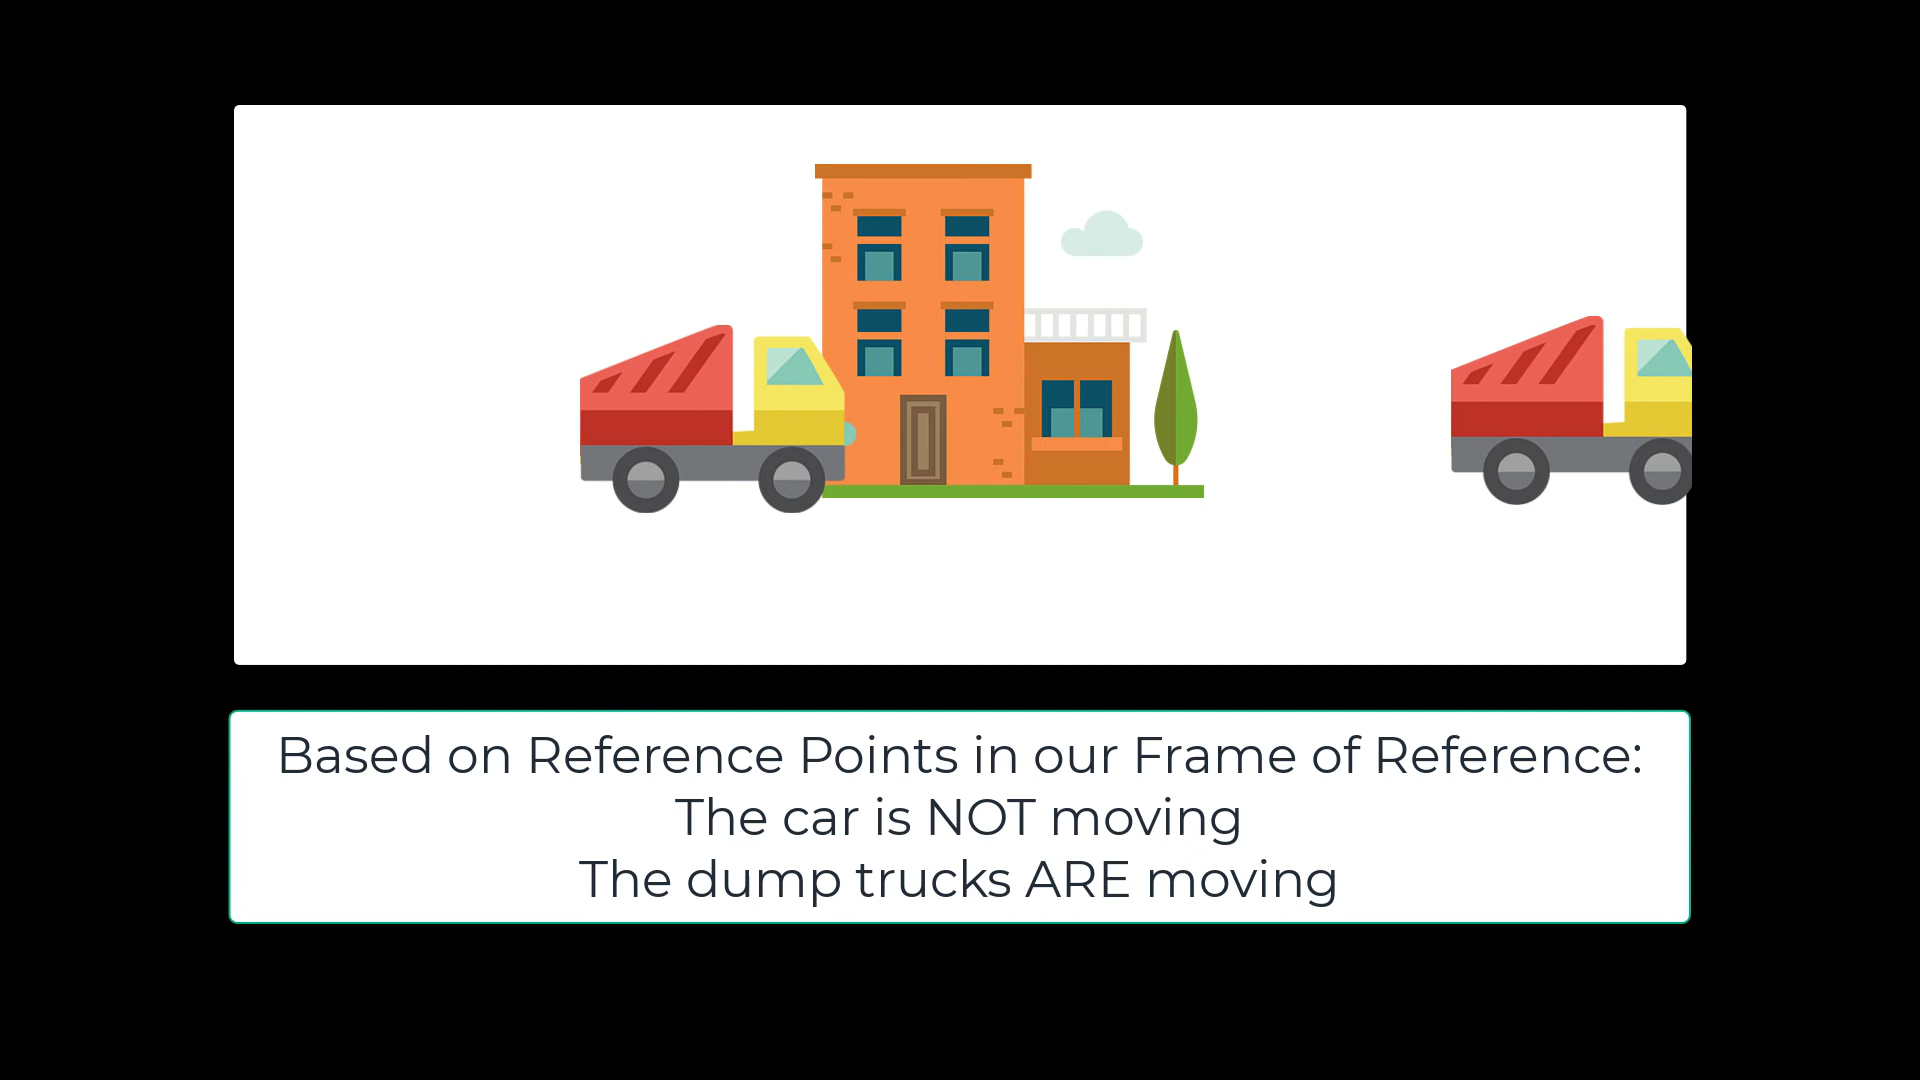 Based on Reference Points in our Frame of Reference:
The car is NOT moving
The dump trucks ARE moving